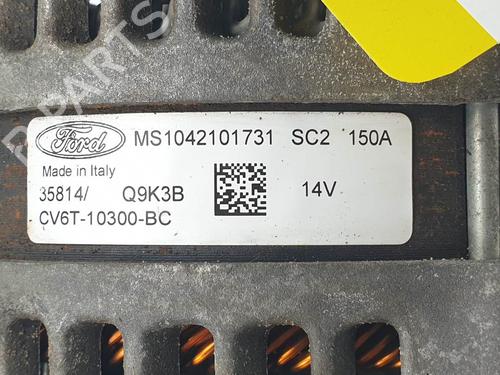 Ford MS1042101731 SC2 150A
Made in Italy
35814/ Q9K3B 14V
CV6T-10300-BC